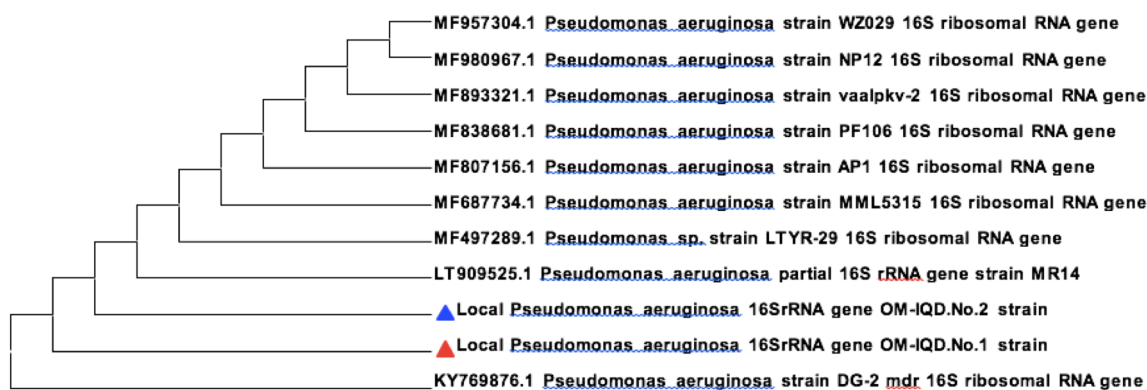 MF957304.1 Pseudomonas aeruginosa strain WZ029 16S ribosomal RNA gene
MF980967.1 Pseudomonas aeruginosa strain NP12 16S ribosomal RNA gene
MF893321.1 Pseudomonas aeruginosa strain vaalpkv-2 16S ribosomal RNA gene
MF838681.1 Pseudomonas aeruginosa strain PF106 16S ribosomal RNA gene
MF807156.1 Pseudomonas aeruginosa strain AP1 16S ribosomal RNA gene
MF687734.1 Pseudomonas aeruginosa strain MML5315 16S ribosomal RNA gene
MF497289.1 Pseudomonas sp. strain LTYR-29 16S ribosomal RNA gene
LT909525.1 Pseudomonas aeruginosa partial 16S rRNA gene strain MR14
Local Pseudomonas aeruginosa 16SrRNA gene OM-IQD.No.2 strain
Local Pseudomonas aeruginosa 16SrRNA gene OM-IQD.No.1 strain
KY769876.1 Pseudomonas aeruginosa strain DG-2 mdr 16S ribosomal RNA gene